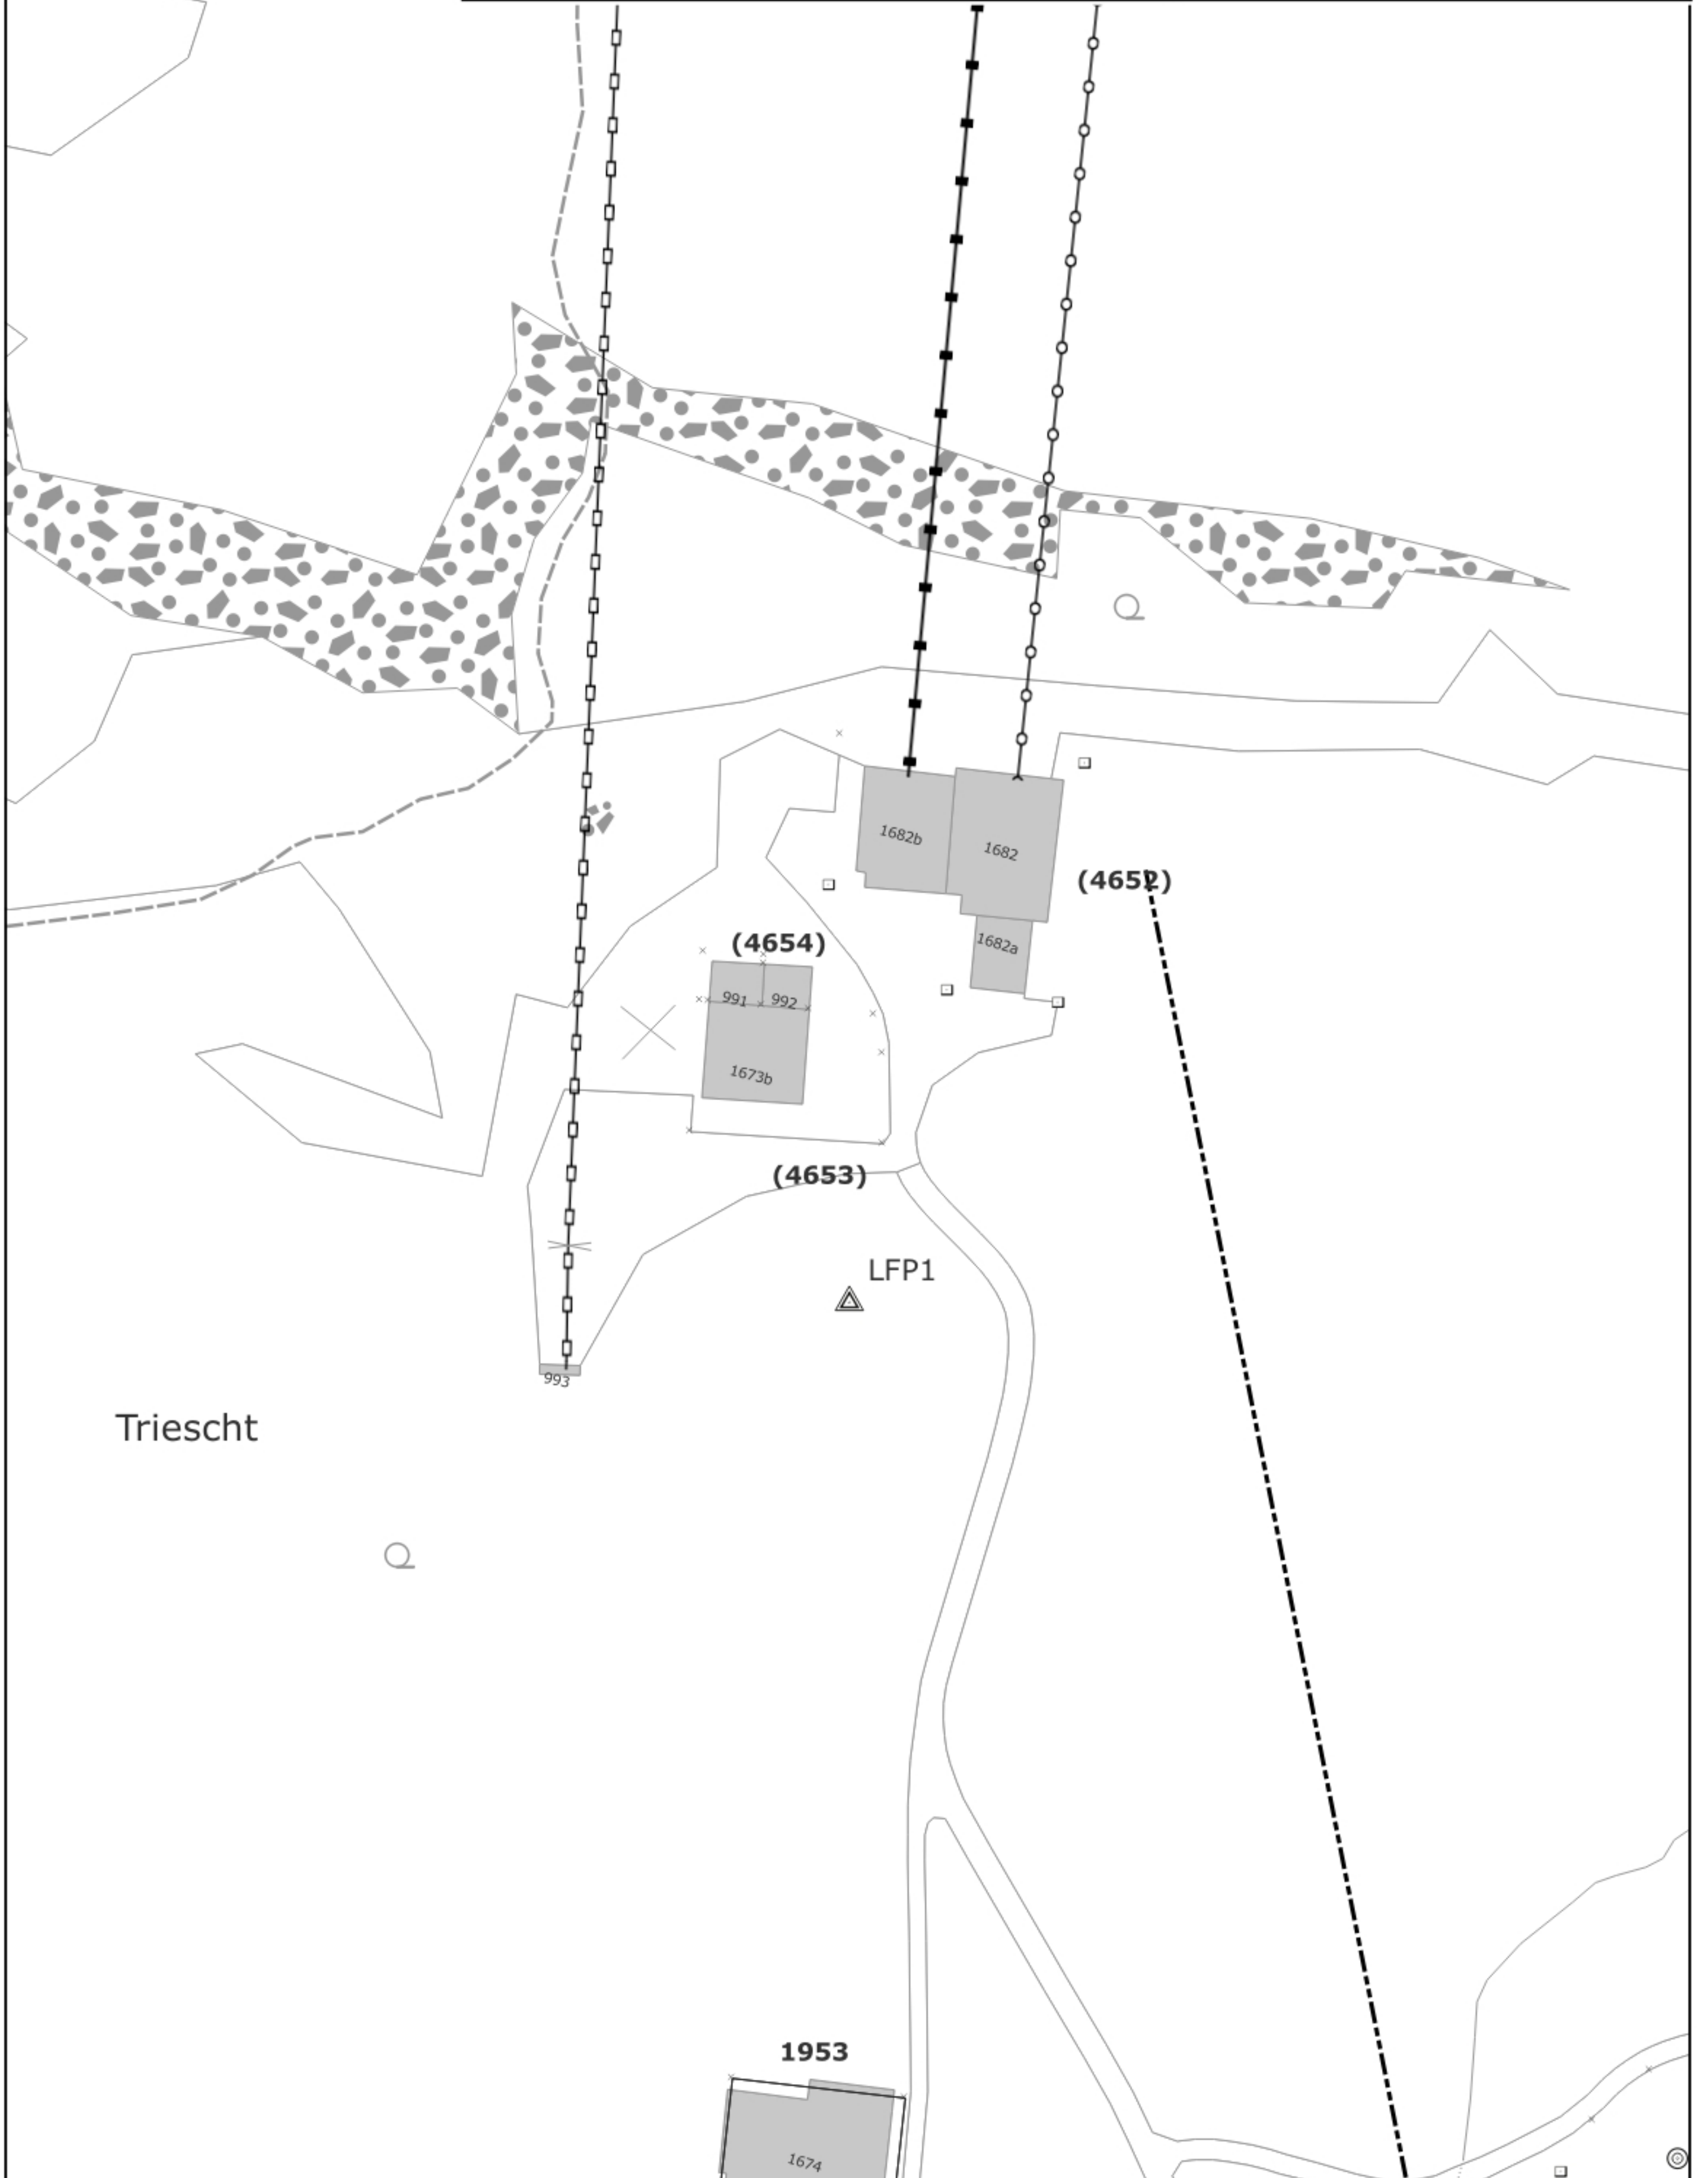 1682b
1682
(4652)
(4654)
1682a
991
992
1673b
(4653)
LFP1
993
Triescht
1953
1674